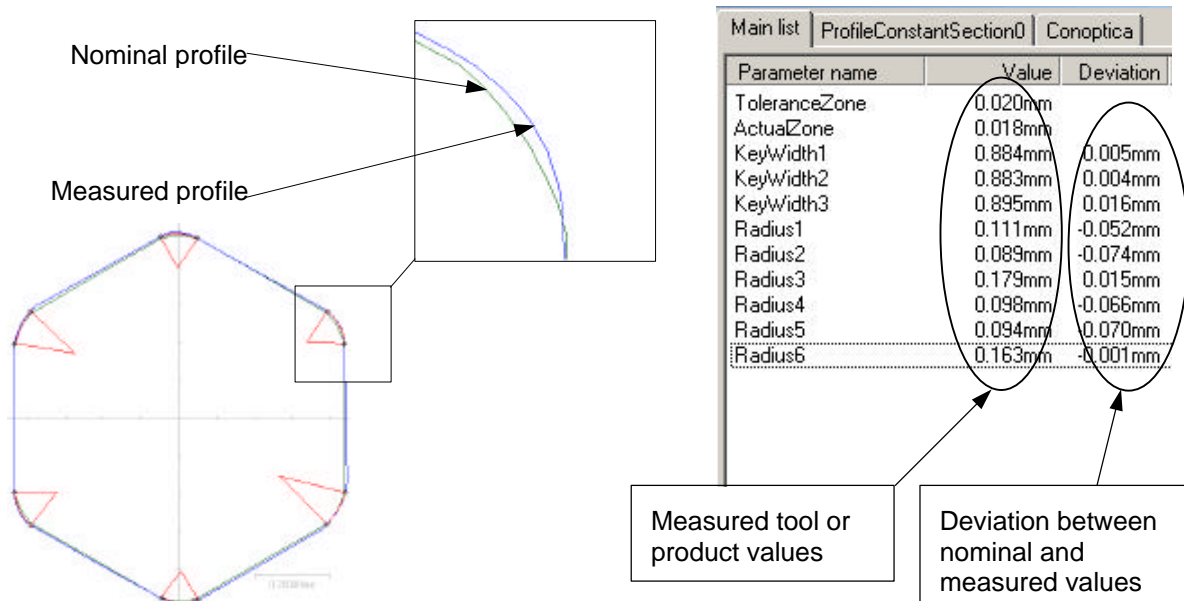 Nominal profile
Measured profile
Main list ProfileConstantSection0 Conoptica
Parameter name Value Deviation
ToleranceZone 0.020mm
ActualZone 0.018mm
KeyWidth1 0.884mm 0.005mm
KeyWidth2 0.883mm 0.004mm
KeyWidth3 0.895mm 0.016mm
Radius1 0.111mm -0.052mm
Radius2 0.089mm -0.074mm
Radius3 0.179mm 0.015mm
Radius4 0.098mm -0.066mm
Radius5 0.094mm -0.070mm
Radius6 0.163mm -0.001mm
Measured tool or
product values
Deviation between
nominal and
measured values